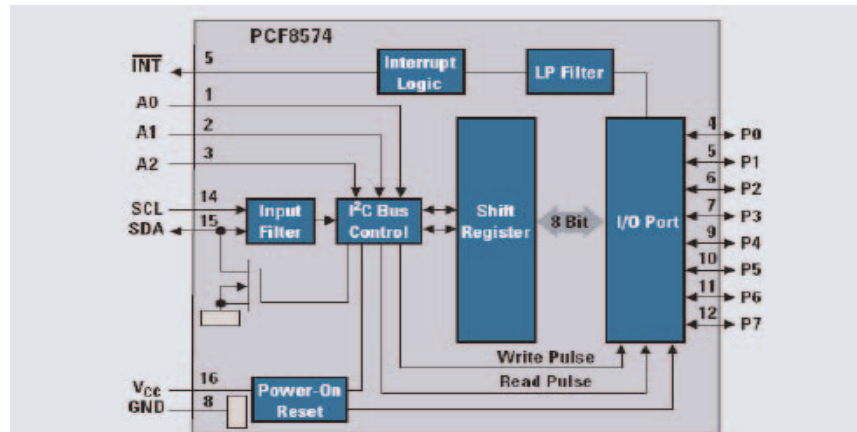 PCF8574
INT 5
Interrupt Logic
LP Filter
A0 1
A1 2
A2 3
SCL 14
SDA 15
Input Filter
I²C Bus Control
Shift Register
8 Bit
I/O Port
4 P0
5 P1
6 P2
7 P3
9 P4
10 P5
11 P6
12 P7
Write Pulse
Read Pulse
VCC 16
GND 8
Power-On Reset